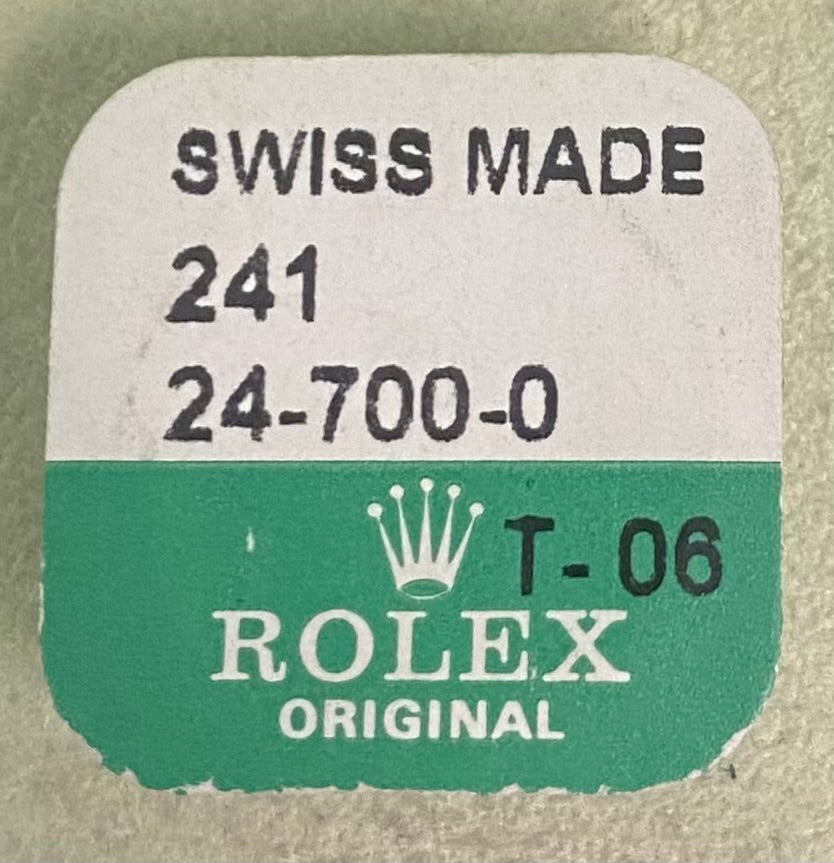 SWISS MADE
241
24-700-0
T-06
ROLEX
ORIGINAL